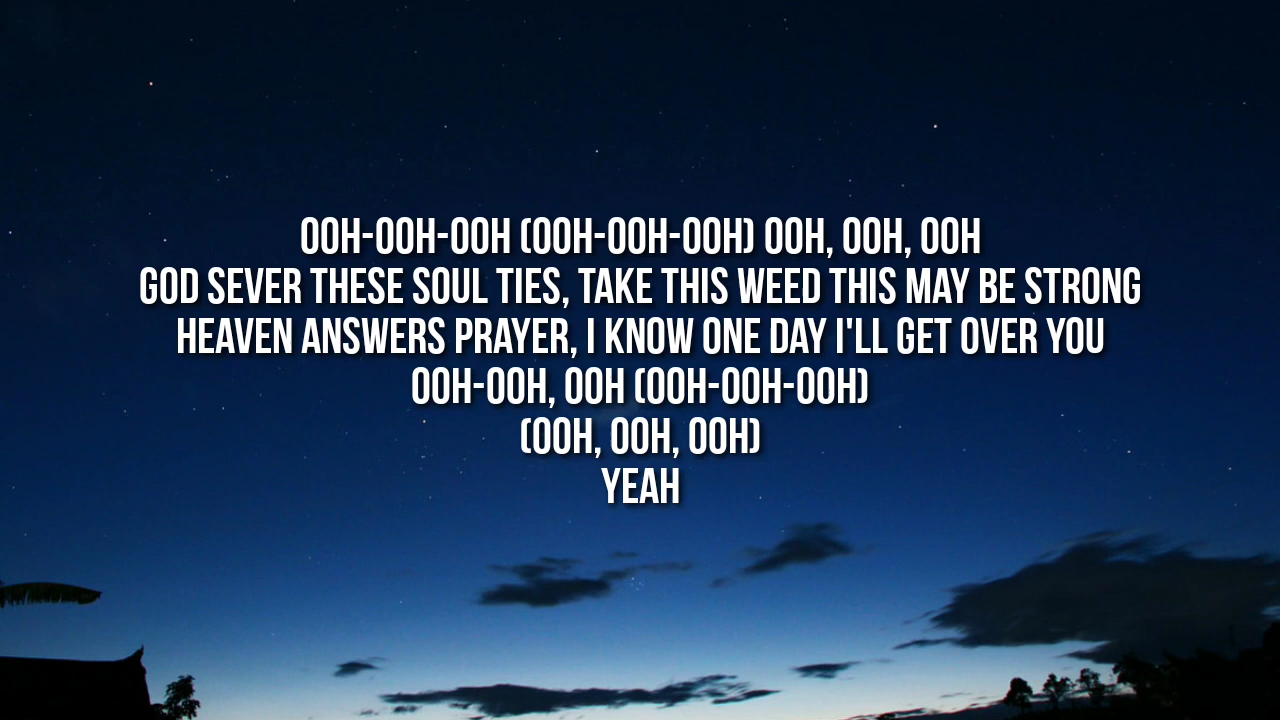 OOH-OOH-OOH (OOH-OOH-OOH) OOH, OOH, OOH
GOD SEVER THESE SOUL TIES, TAKE THIS WEED THIS MAY BE STRONG
HEAVEN ANSWERS PRAYER, I KNOW ONE DAY I'LL GET OVER YOU
OOH-OOH, OOH (OOH-OOH-OOH)
(OOH, OOH, OOH)
YEAH